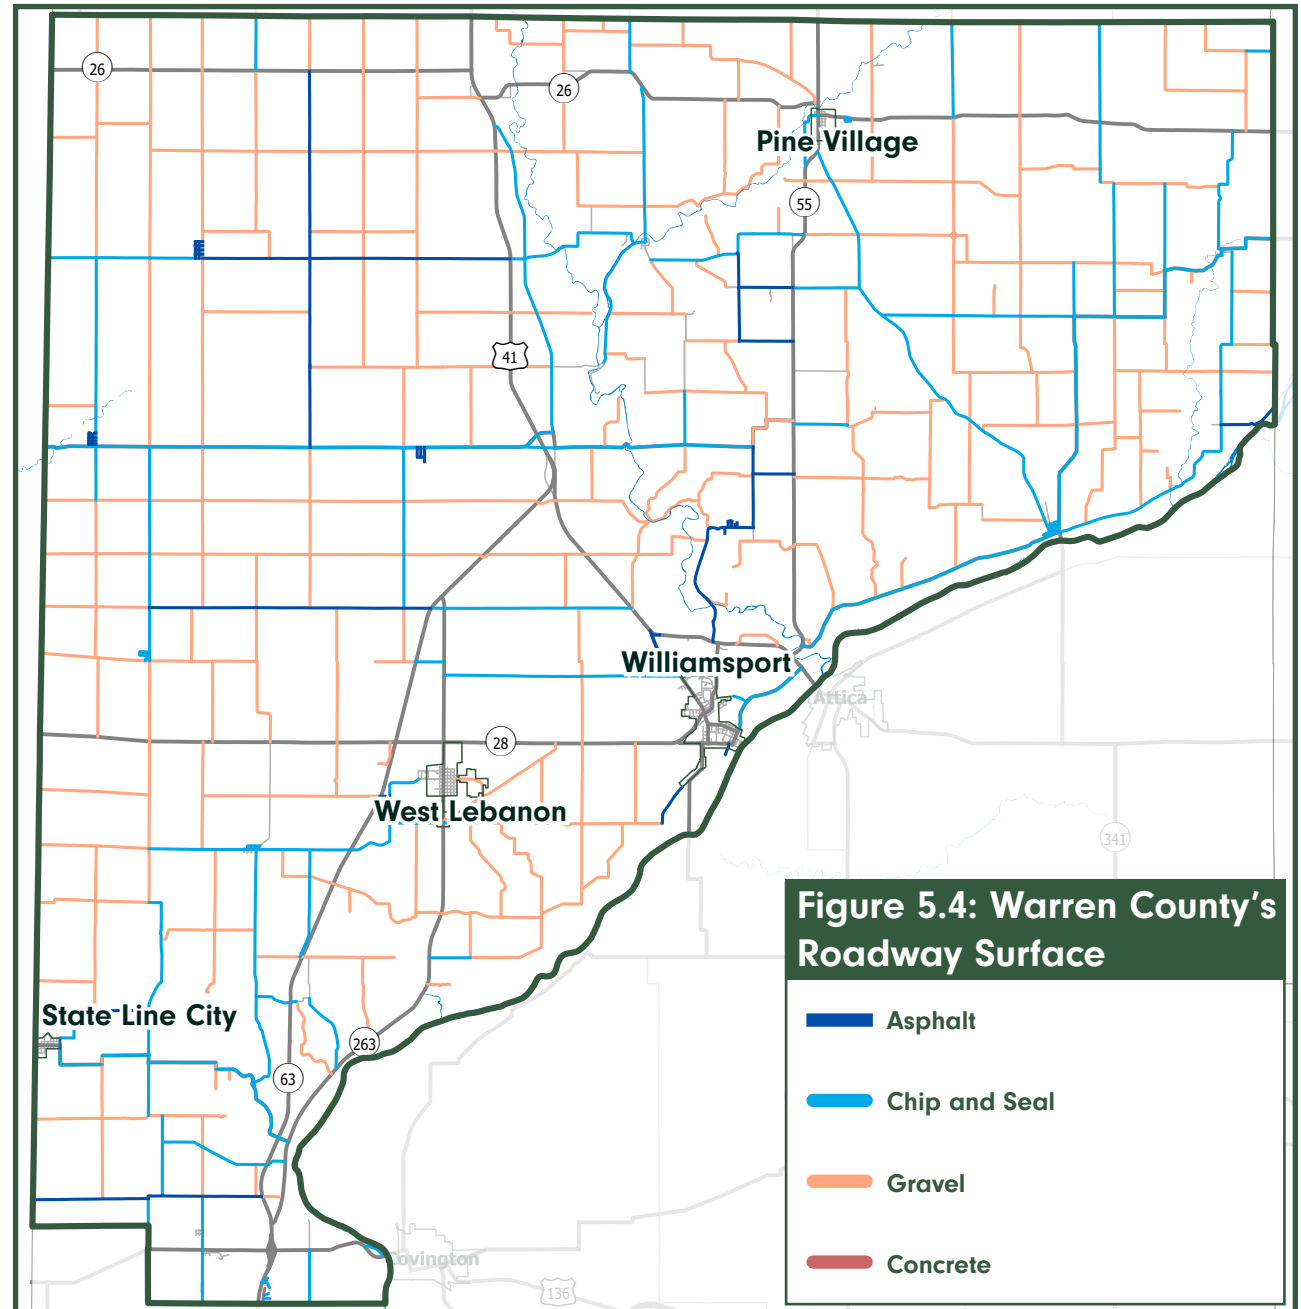 26
26
Pine Village
55
41
Williamsport
Attica
28
West Lebanon
341
Figure 5.4: Warren County's
Roadway Surface
State Line City
Asphalt
263
63
Chip and Seal
Gravel
Covington
Concrete
136